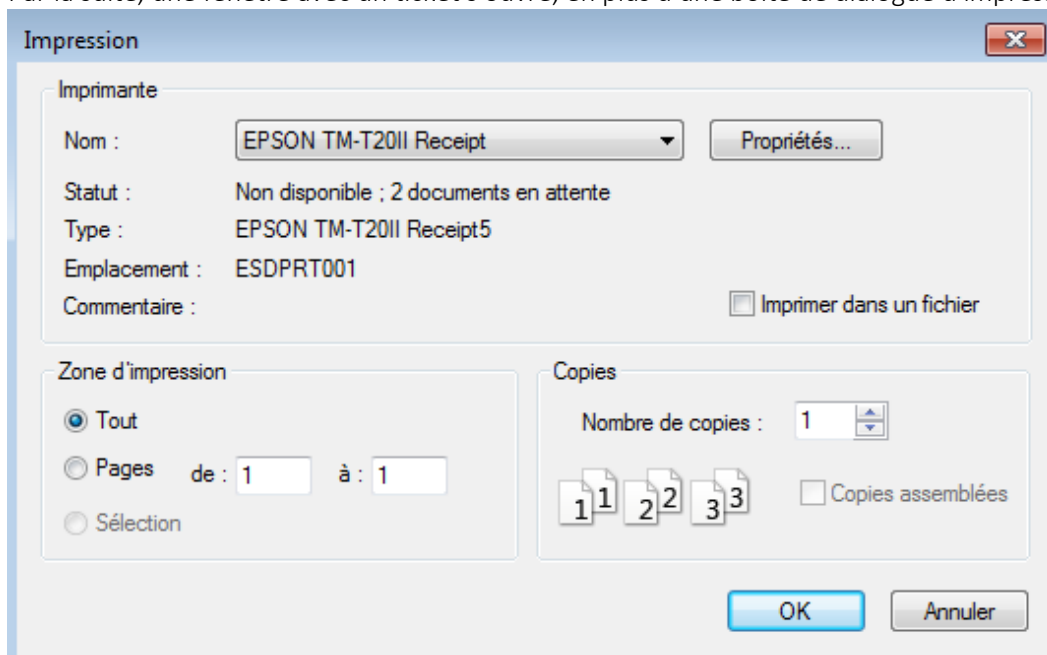 Impression
Imprimante
Nom : EPSON TM-T20II Receipt Propriétés...
Statut : Non disponible ; 2 documents en attente
Type : EPSON TM-T20II Receipt5
Emplacement : ESDPRT001
Commentaire : Imprimer dans un fichier
Zone d'impression Copies
Tout Nombre de copies : 1
Pages de : 1 à : 1
1 1 2 2 3 3 Copies assemblées
Sélection
OK Annuler